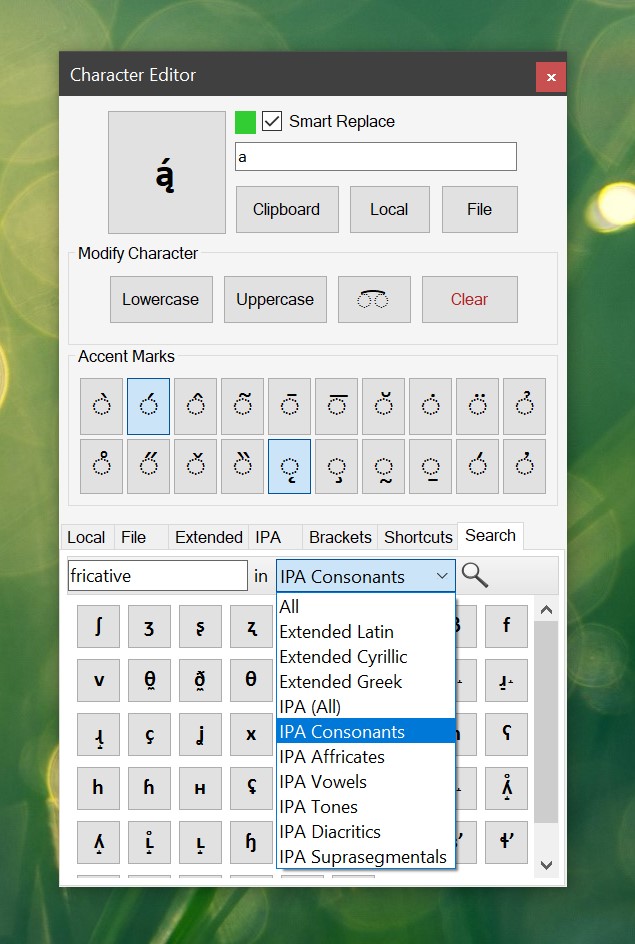 Character Editor
x
ą́
Smart Replace
a
Clipboard Local File
Modify Character
Lowercase Uppercase ◌͡◌ Clear
Accent Marks
◌̀ ◌́ ◌̂ ◌̃ ◌̄ ◌̅ ◌̆ ◌̇ ◌̈ ◌̉
◌̊ ◌̋ ◌̌ ◌̏ ◌̨ ◌̧ ◌̰ ◌̱
Local File Extended IPA Brackets Shortcuts Search
fricative in IPA Consonants
All
Extended Latin
Extended Cyrillic
Extended Greek
IPA (All)
IPA Consonants
IPA Affricates
IPA Vowels
IPA Tones
IPA Diacritics
IPA Suprasegmentals
ʃ ʒ ʂ ʐ f
v θ̼ ð̼ θ
ɻ̝ ç ʝ x ʕ
h ɦ ʜ ʢ ʎ̝̊
ʎ̝ ʟ̝̊ ʟ̝ ɧ ɬʼ